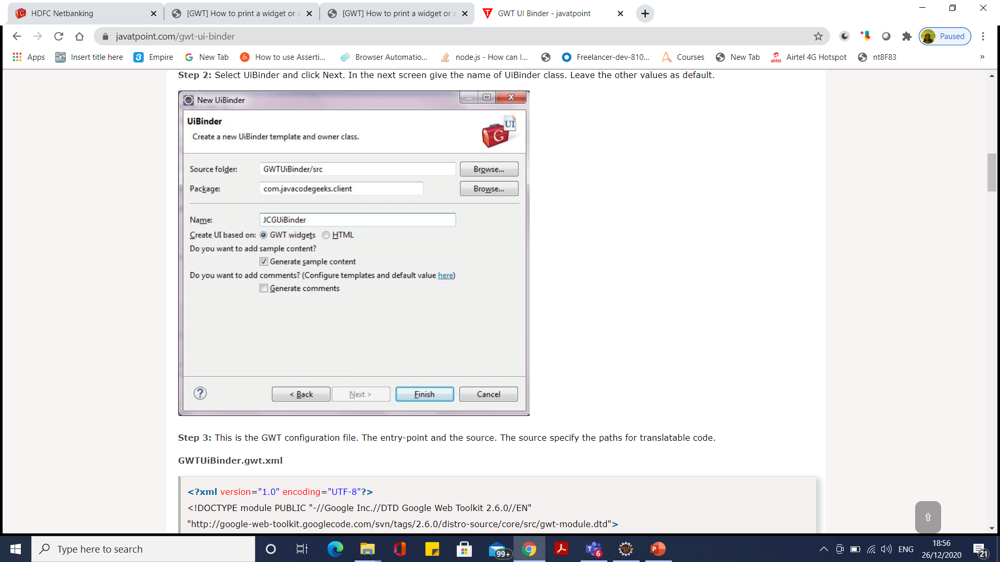 HDFC Netbanking
[GWT] How to print a widget or a
[GWT] How to print a widget or a
GWT UI Binder - javatpoint
javatpoint.com/gwt-ui-binder
Paused
Apps
Insert title here
Empire
New Tab
How to use Asserti...
Browser Automatio...
node.js - How can I...
Freelancer-dev-810...
Courses
New Tab
airtel
Airtel 4G Hotspot
nt8F83
»
Step 2: Select UiBinder and click Next. In the next screen give the name of UiBinder class. Leave the other values as default.
New UiBinder
UiBinder
UI
G
Create a new UiBinder template and owner class.
Source folder: GWTUiBinder/src Browse...
Package: com.javacodegeeks.client Browse...
Name: JCGUiBinder
Create UI based on: GWT widgets HTML
Do you want to add sample content?
Generate sample content
Do you want to add comments? (Configure templates and default value here)
Generate comments
? < Back Next > Finish Cancel
Step 3: This is the GWT configuration file. The entry-point and the source. The source specify the paths for translatable code.
GWTUiBinder.gwt.xml
<?xml version="1.0" encoding="UTF-8"?>
<!DOCTYPE module PUBLIC "-//Google Inc.//DTD Google Web Toolkit 2.6.0//EN"
"http://google-web-toolkit.googlecode.com/svn/tags/2.6.0/distro-source/core/src/gwt-module.dtd">
Type here to search
99+
6
ENG
18:56
26/12/2020
21